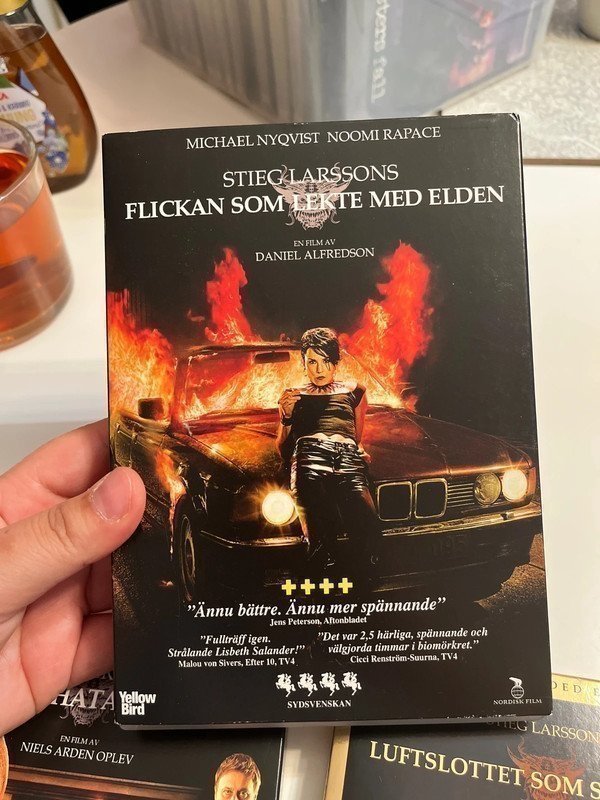 MICHAEL NYQVIST NOOMI RAPACE
STIEG LARSSONS
FLICKAN SOM LEKTE MED ELDEN
EN FILM AV
DANIEL ALFREDSON
++++
”Ännu bättre. Ännu mer spännande”
Jens Peterson, Aftonbladet
”Fullträff igen.
Strålande Lisbeth Salander!”
Malou von Sivers, Efter 10, TV4
”Det var 2,5 härliga, spännande och
välgjorda timmar i biomörkret.”
Cicci Renström-Suurna, TV4
SYDSVENSKAN
Yellow
Bird
NORDISK FILM
HATA
EN FILM AV
NIELS ARDEN OPLEV
STIEG LARSSON
LUFTSLOTTET SOM S